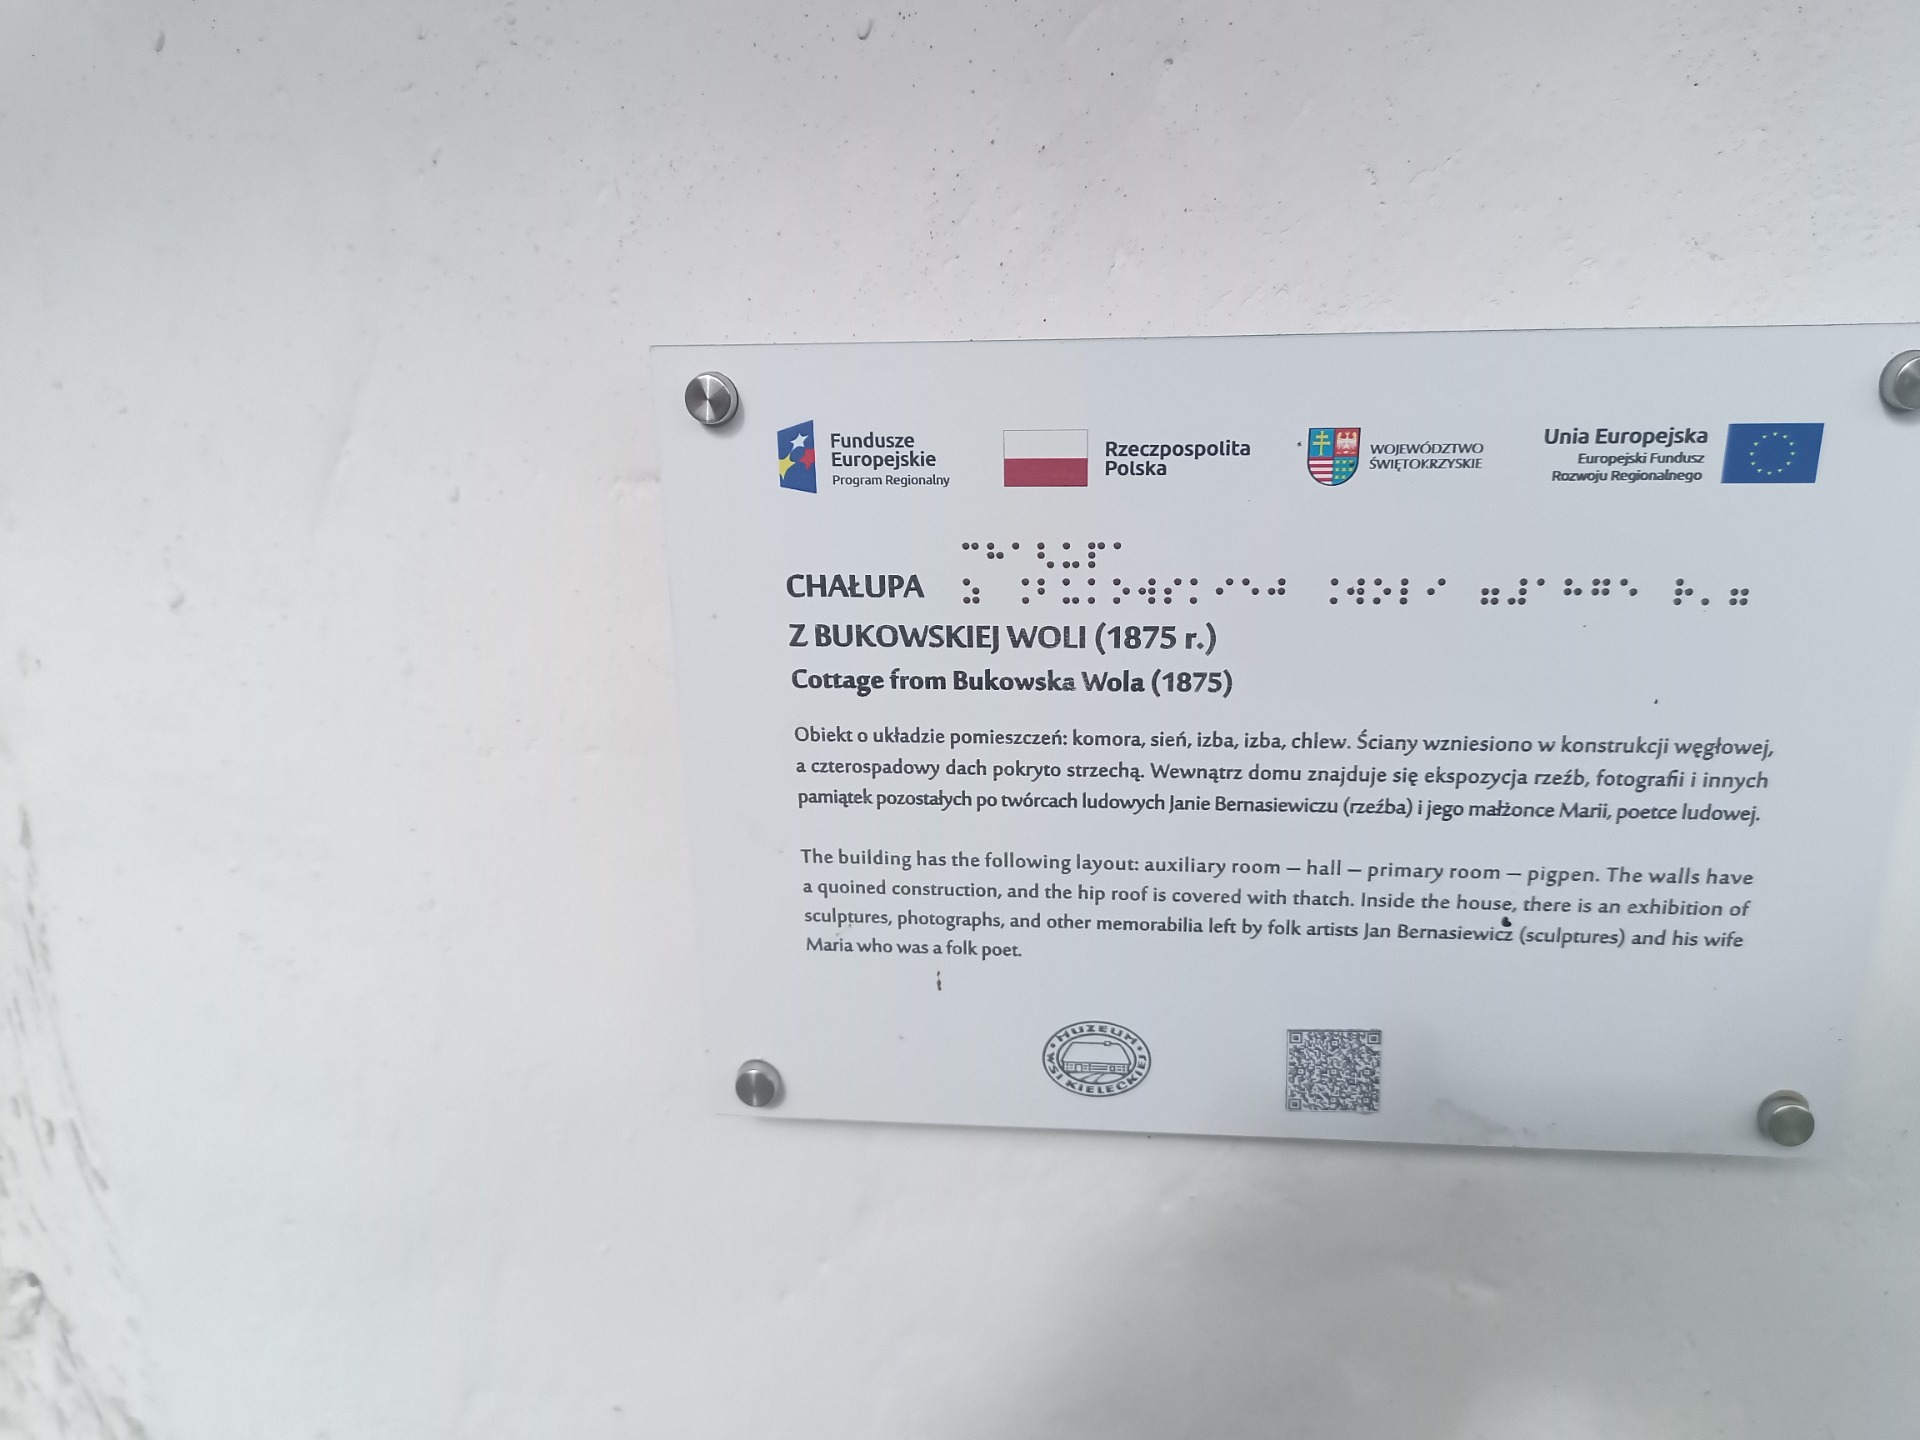 Fundusze
Europejskie
Program Regionalny
Rzeczpospolita
Polska
WOJEWÓDZTWO
ŚWIĘTOKRZYSKIE
Unia Europejska
Europejski Fundusz
Rozwoju Regionalnego
CHAŁUPA
Z BUKOWSKIEJ WOLI (1875 r.)
Cottage from Bukowska Wola (1875)
Obiekt o układzie pomieszczeń: komora, sień, izba, izba, chlew. Ściany wzniesiono w konstrukcji węgłowej,
a czterospadowy dach pokryto strzechą. Wewnątrz domu znajduje się ekspozycja rzeźb, fotografii i innych
pamiątek pozostałych po twórcach ludowych Janie Bernasiewiczu (rzeźba) i jego małżonce Marii, poetce ludowej.
The building has the following layout: auxiliary room – hall – primary room – pigpen. The walls have
a quoined construction, and the hip roof is covered with thatch. Inside the house, there is an exhibition of
sculptures, photographs, and other memorabilia left by folk artists Jan Bernasiewicz (sculptures) and his wife
Maria who was a folk poet.
MUZEUM
WSI KIELECKIEJ